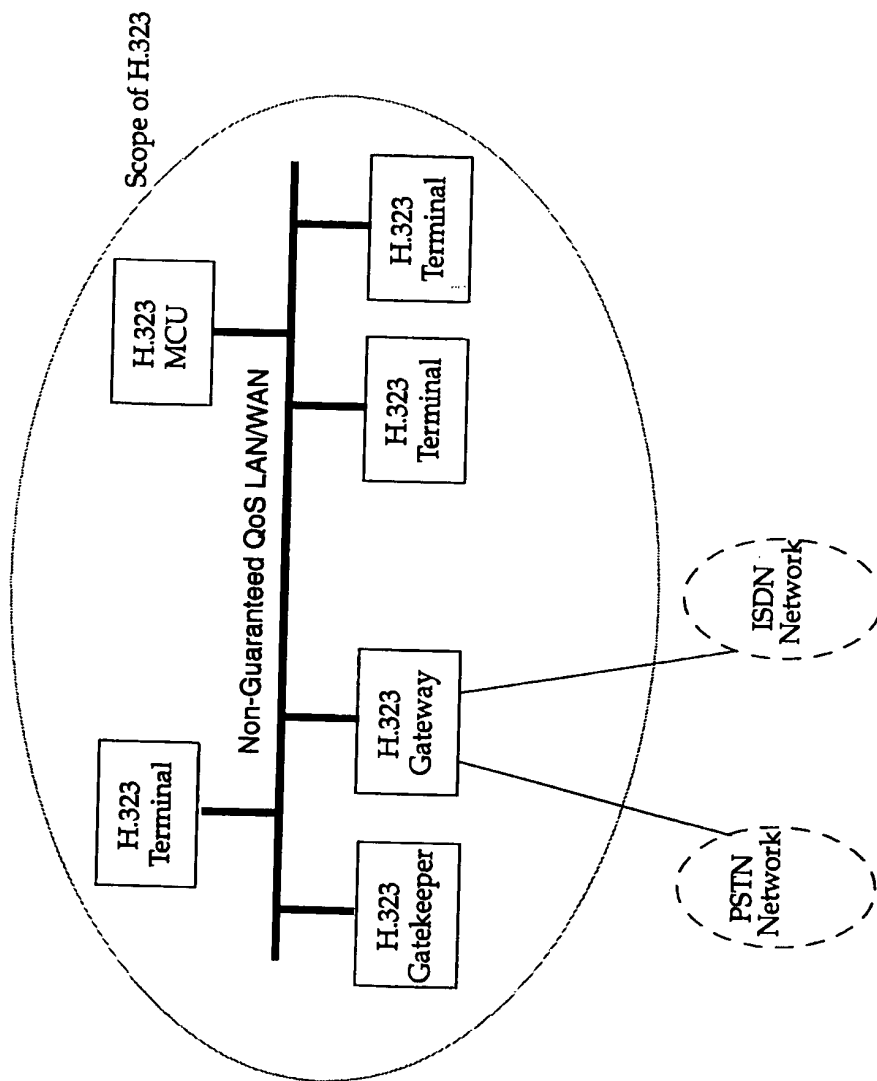 Scope of H.323
H.323
Terminal
H.323
MCU
Non-Guaranteed QoS LAN/WAN
H.323
Gatekeeper
H.323
Gateway
H.323
Terminal
H.323
Terminal
PSTN
Network
ISDN
Network